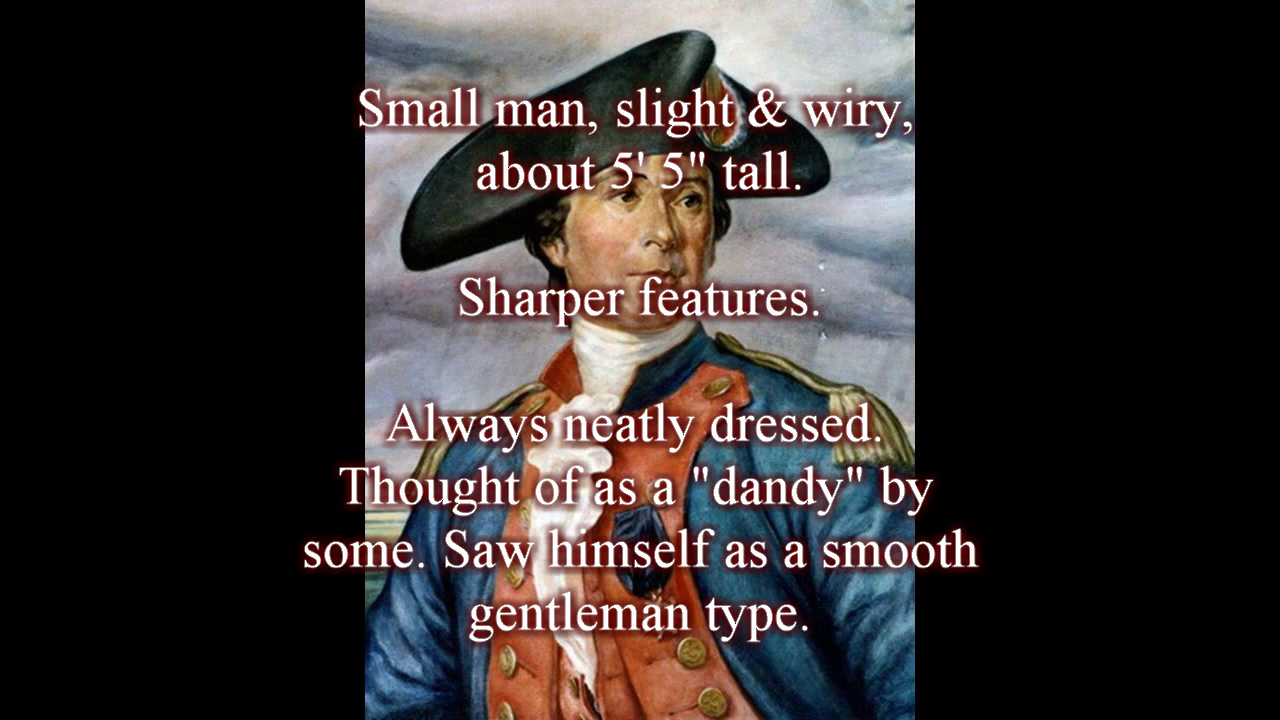 Small man, slight & wiry,
about 5' 5" tall.
Sharper features.
Always neatly dressed.
Thought of as a "dandy" by
some. Saw himself as a smooth
gentleman type.